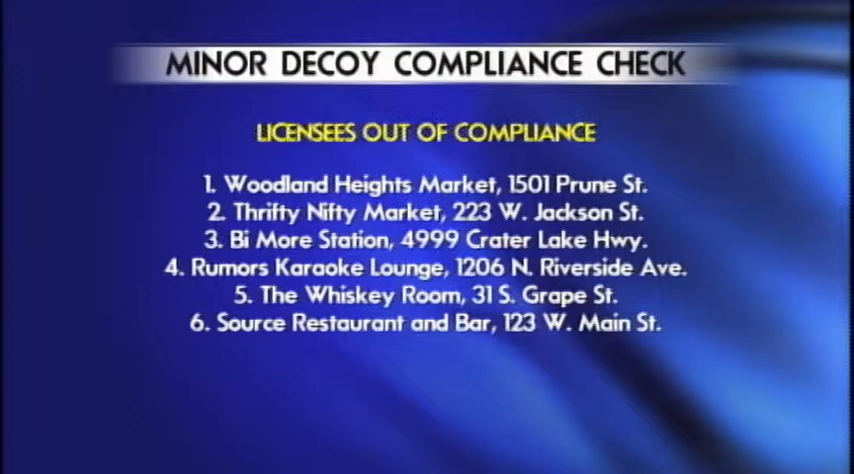 MINOR DECOY COMPLIANCE CHECK
LICENSEES OUT OF COMPLIANCE
1. Woodland Heights Market, 1501 Prune St.
2. Thrifty Nifty Market, 223 W. Jackson St.
3. Bi More Station, 4999 Crater Lake Hwy.
4. Rumors Karaoke Lounge, 1206 N. Riverside Ave.
5. The Whiskey Room, 31 S. Grape St.
6. Source Restaurant and Bar, 123 W. Main St.